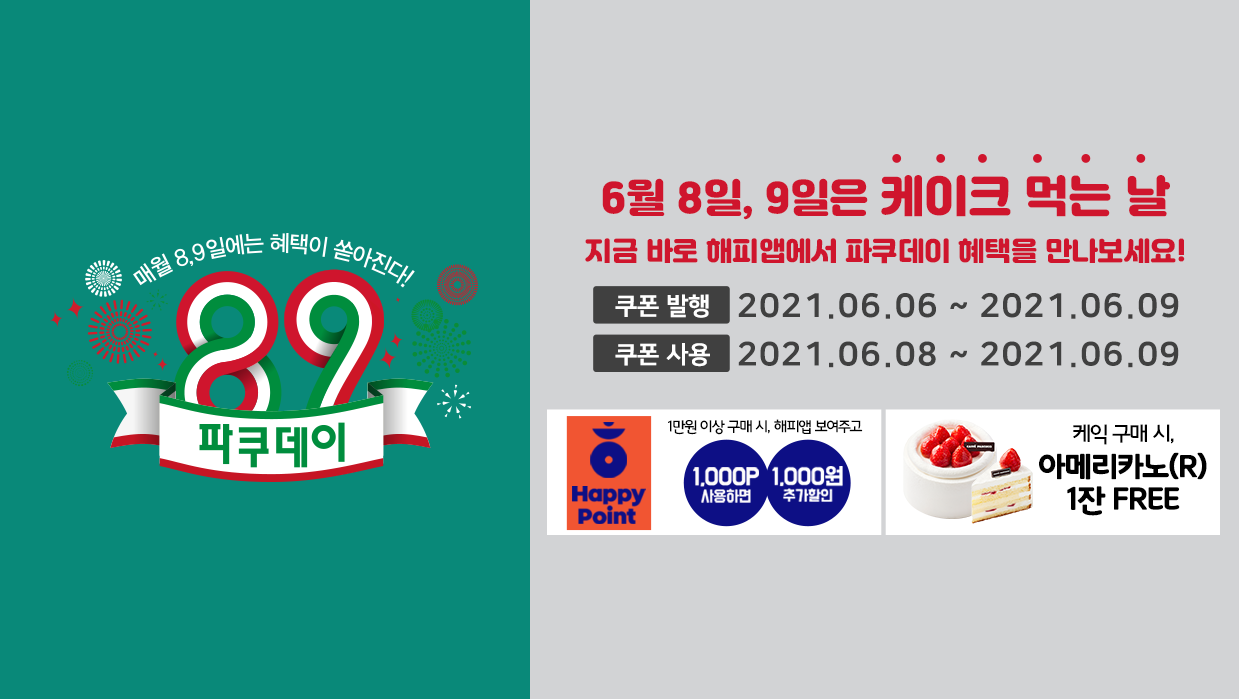 매월 8,9일에는 혜택이 쏟아진다!
89
파쿠데이
6월 8일, 9일은 케이크 먹는 날
지금 바로 해피앱에서 파쿠데이 혜택을 만나보세요!
쿠폰 발행 2021.06.06 ~ 2021.06.09
쿠폰 사용 2021.06.08 ~ 2021.06.09
Happy
Point
1만원 이상 구매 시, 해피앱 보여주고
1,000P 1,000원
사용하면 추가할인
케익 구매 시,
아메리카노(R)
1잔 FREE